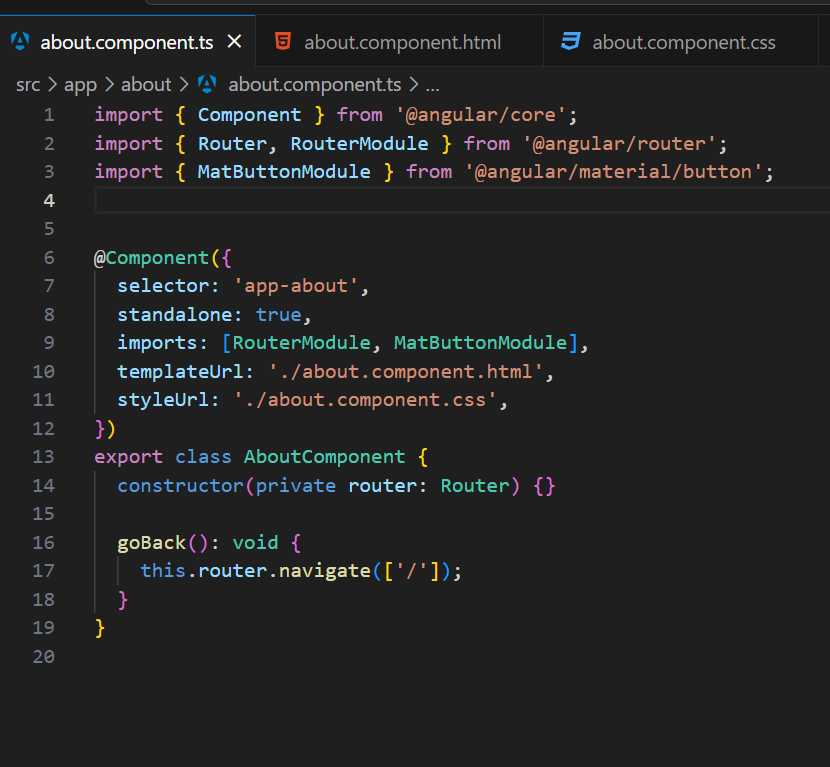 about.component.ts about.component.html about.component.css
src > app > about > about.component.ts > ...
1 import { Component } from '@angular/core';
2 import { Router, RouterModule } from '@angular/router';
3 import { MatButtonModule } from '@angular/material/button';
4
5
6 @Component({
7   selector: 'app-about',
8   standalone: true,
9   imports: [RouterModule, MatButtonModule],
10   templateUrl: './about.component.html',
11   styleUrl: './about.component.css',
12 })
13 export class AboutComponent {
14   constructor(private router: Router) {}
15
16   goBack(): void {
17     this.router.navigate(['/']);
18   }
19 }
20